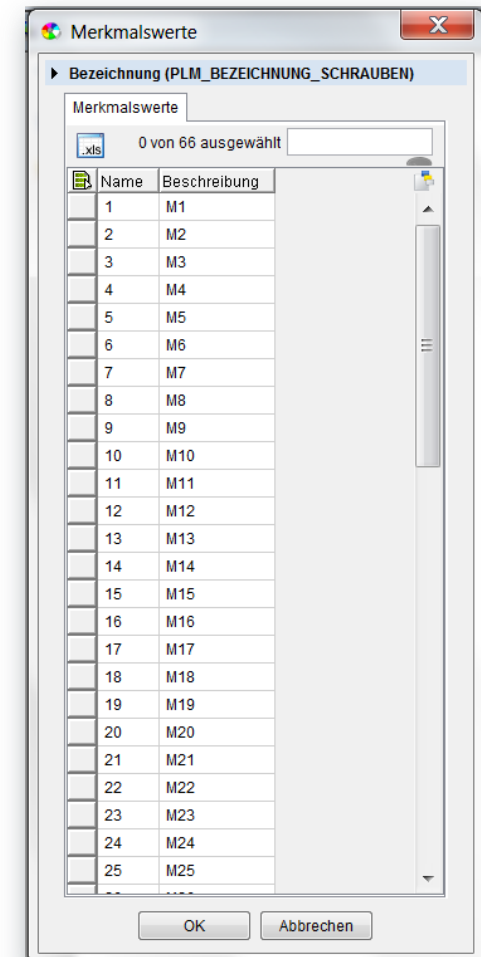 Merkmalswerte
Bezeichnung (PLM_BEZEICHNUNG_SCHRAUBEN)
Merkmalswerte
.xls 0 von 66 ausgewählt
Name Beschreibung
1 M1
2 M2
3 M3
4 M4
5 M5
6 M6
7 M7
8 M8
9 M9
10 M10
11 M11
12 M12
13 M13
14 M14
15 M15
16 M16
17 M17
18 M18
19 M19
20 M20
21 M21
22 M22
23 M23
24 M24
25 M25
OK Abbrechen